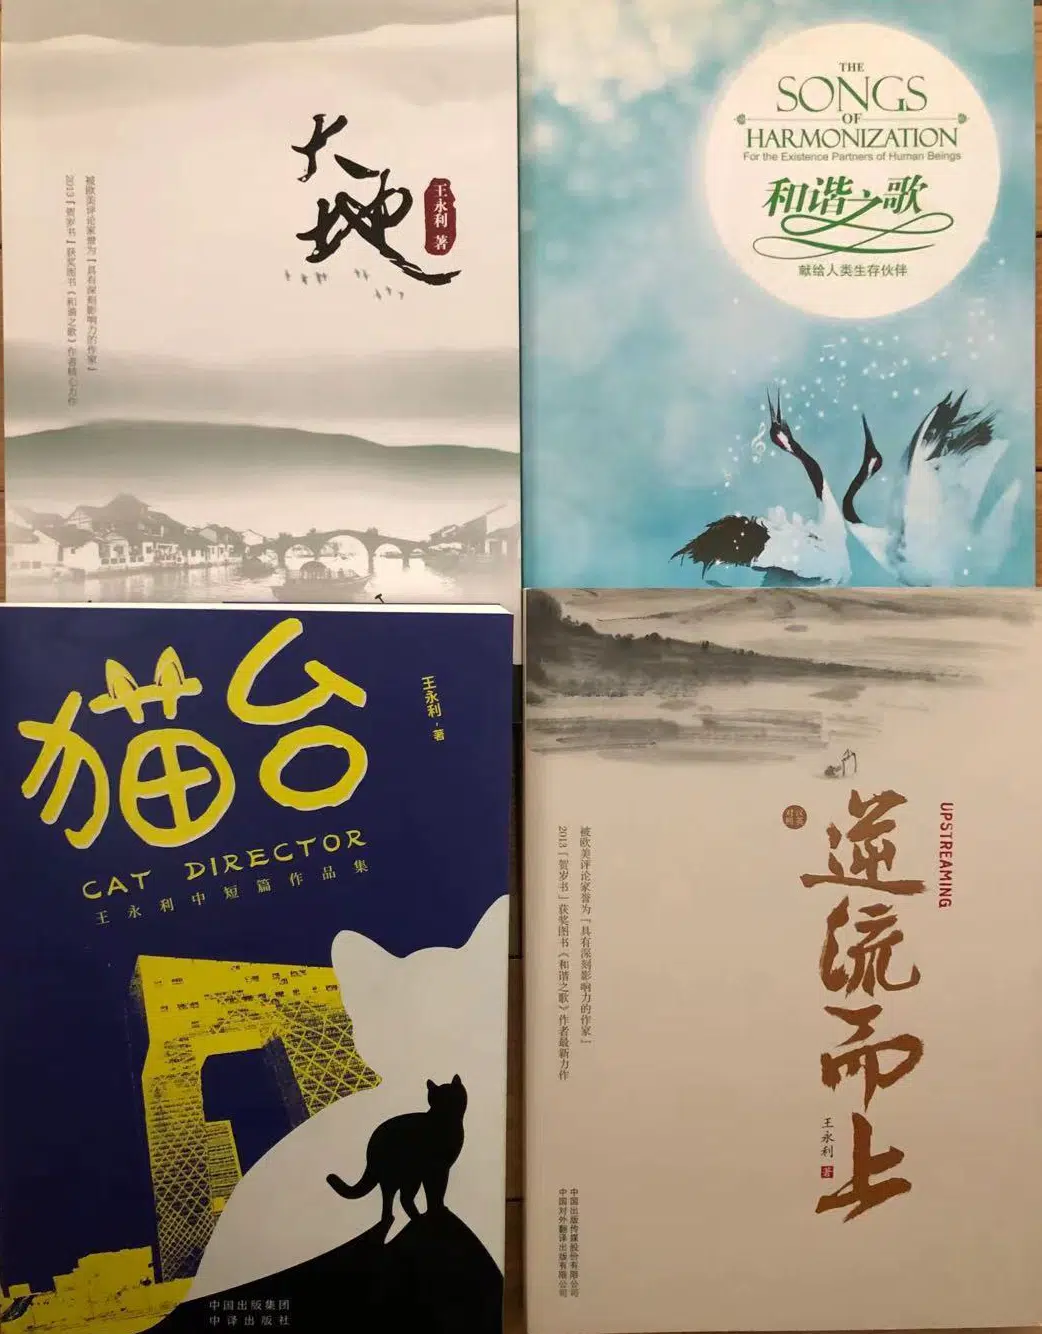 大地
王永利 著
被欧美评论家誉为“具有深刻影响力的作家”
2013“贺岁书”获奖图书《和谐之歌》作者核心力作
THE
SONGS
OF
HARMONIZATION
For the Existence Partners of Human Beings
和谐之歌
献给人类生存伙伴
猫台
王永利·著
CAT DIRECTOR
王永利中短篇作品集
中国出版集团
中译出版社
逆流而上
UPSTREAMING
汉英
对照
被欧美评论家誉为“具有深刻影响力的作家”
2013“贺岁书”获奖图书《和谐之歌》作者最新力作
王永利 著
中国出版传媒股份有限公司
中国对外翻译出版有限公司